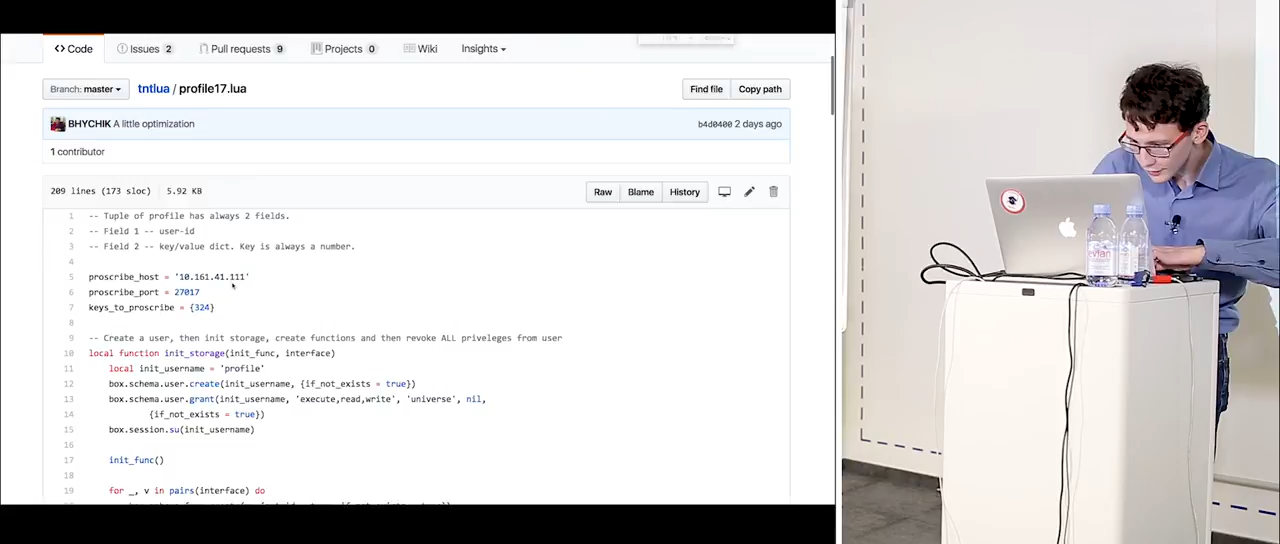 Code Issues 2 Pull requests 9 Projects 0 Wiki Insights
Branch: master tntlua / profile17.lua Find file Copy path
BHYCHIK A little optimization b4d0400 2 days ago
1 contributor
209 lines (173 sloc) 5.92 KB Raw Blame History
1 -- Tuple of profile has always 2 fields.
2 -- Field 1 -- user-id
3 -- Field 2 -- key/value dict. Key is always a number.
4
5 proscribe_host = '10.161.41.111'
6 proscribe_port = 27017
7 keys_to_proscribe = {324}
8
9 -- Create a user, then init storage, create functions and then revoke ALL priveleges from user
10 local function init_storage(init_func, interface)
11 local init_username = 'profile'
12 box.schema.user.create(init_username, {if_not_exists = true})
13 box.schema.user.grant(init_username, 'execute,read,write', 'universe', nil,
14 {if_not_exists = true})
15 box.session.su(init_username)
16
17 init_func()
18
19 for _, v in pairs(interface) do
evian